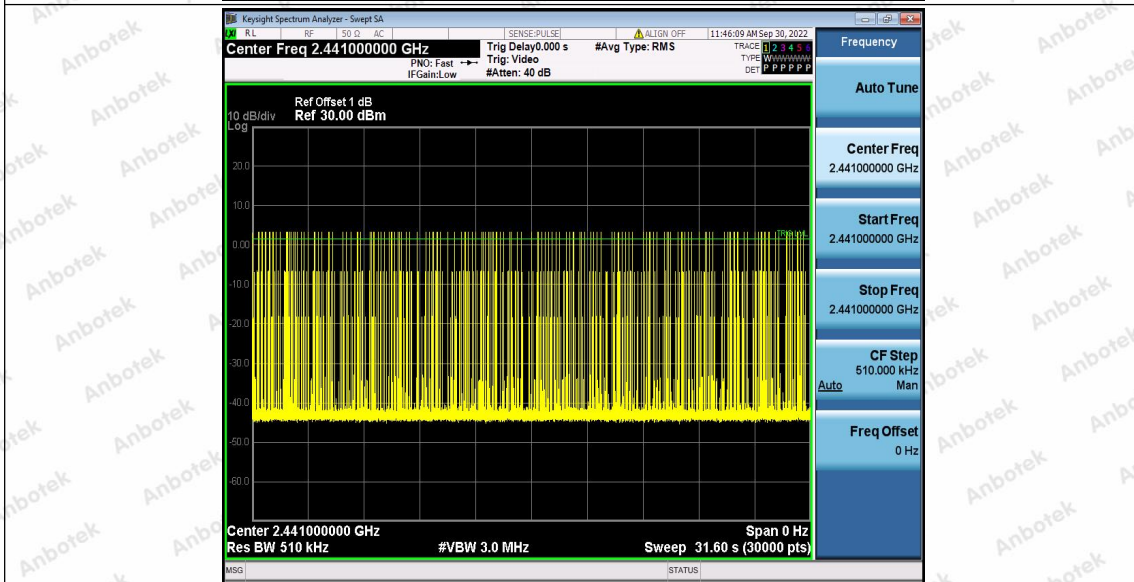 Keysight Spectrum Analyzer - Swept SA
LXI RL RF 50 Ω AC SENSE:PULSE ALIGN OFF 11:46:09 AM Sep 30, 2022
Center Freq 2.441000000 GHz Trig Delay0.000 s #Avg Type: RMS TRACE 1 2 3 4 5 6
PNO: Fast Trig: Video TYPE WWWWWW
IFGain:Low #Atten: 40 dB DET P P P P P P
Frequency
Auto Tune
Center Freq
2.441000000 GHz
Start Freq
2.441000000 GHz
Stop Freq
2.441000000 GHz
CF Step
510.000 kHz
Auto Man
Freq Offset
0 Hz
Ref Offset 1 dB
10 dB/div Ref 30.00 dBm
Log
20.0
10.0
0.00
-10.0
-20.0
-30.0
-40.0
-50.0
-60.0
Center 2.441000000 GHz Span 0 Hz
Res BW 510 kHz #VBW 3.0 MHz Sweep 31.60 s (30000 pts)
MSG STATUS
Anbotek